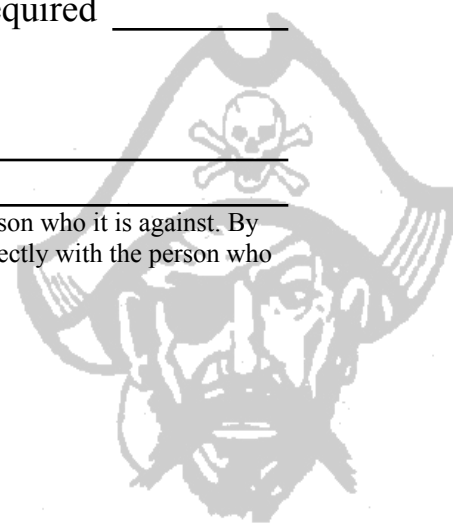 equired
son who it is against. By
ectly with the person who